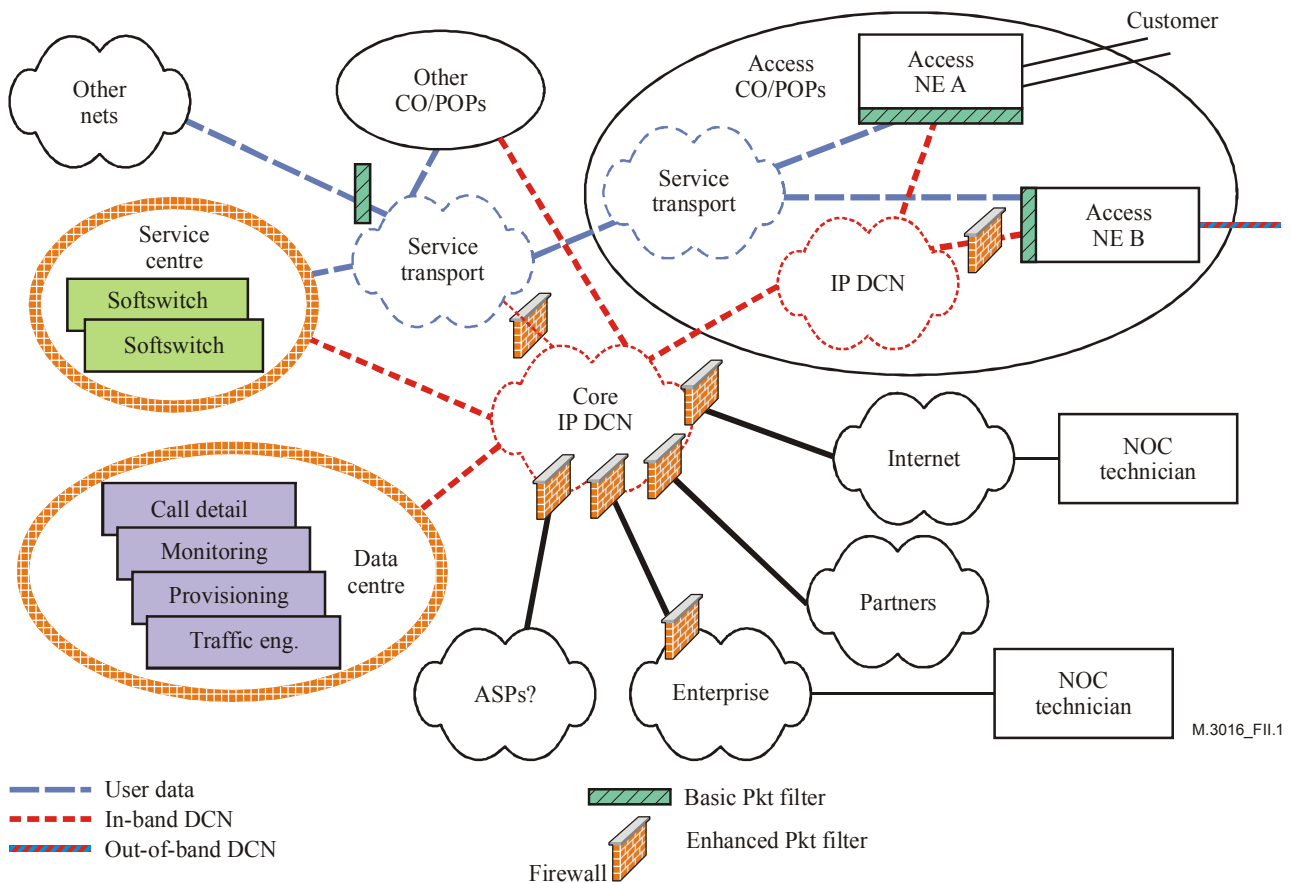 Customer
Other
nets
Other
CO/POPs
Access
CO/POPs
Access
NE A
Service
transport
Access
NE B
Service
centre
Softswitch
Softswitch
Service
transport
IP DCN
Core
IP DCN
Internet
NOC
technician
Call detail
Monitoring
Provisioning
Traffic eng.
Data
centre
Partners
ASPs?
Enterprise
NOC
technician
M.3016_FII.1
User data
In-band DCN
Out-of-band DCN
Basic Pkt filter
Enhanced Pkt filter
Firewall